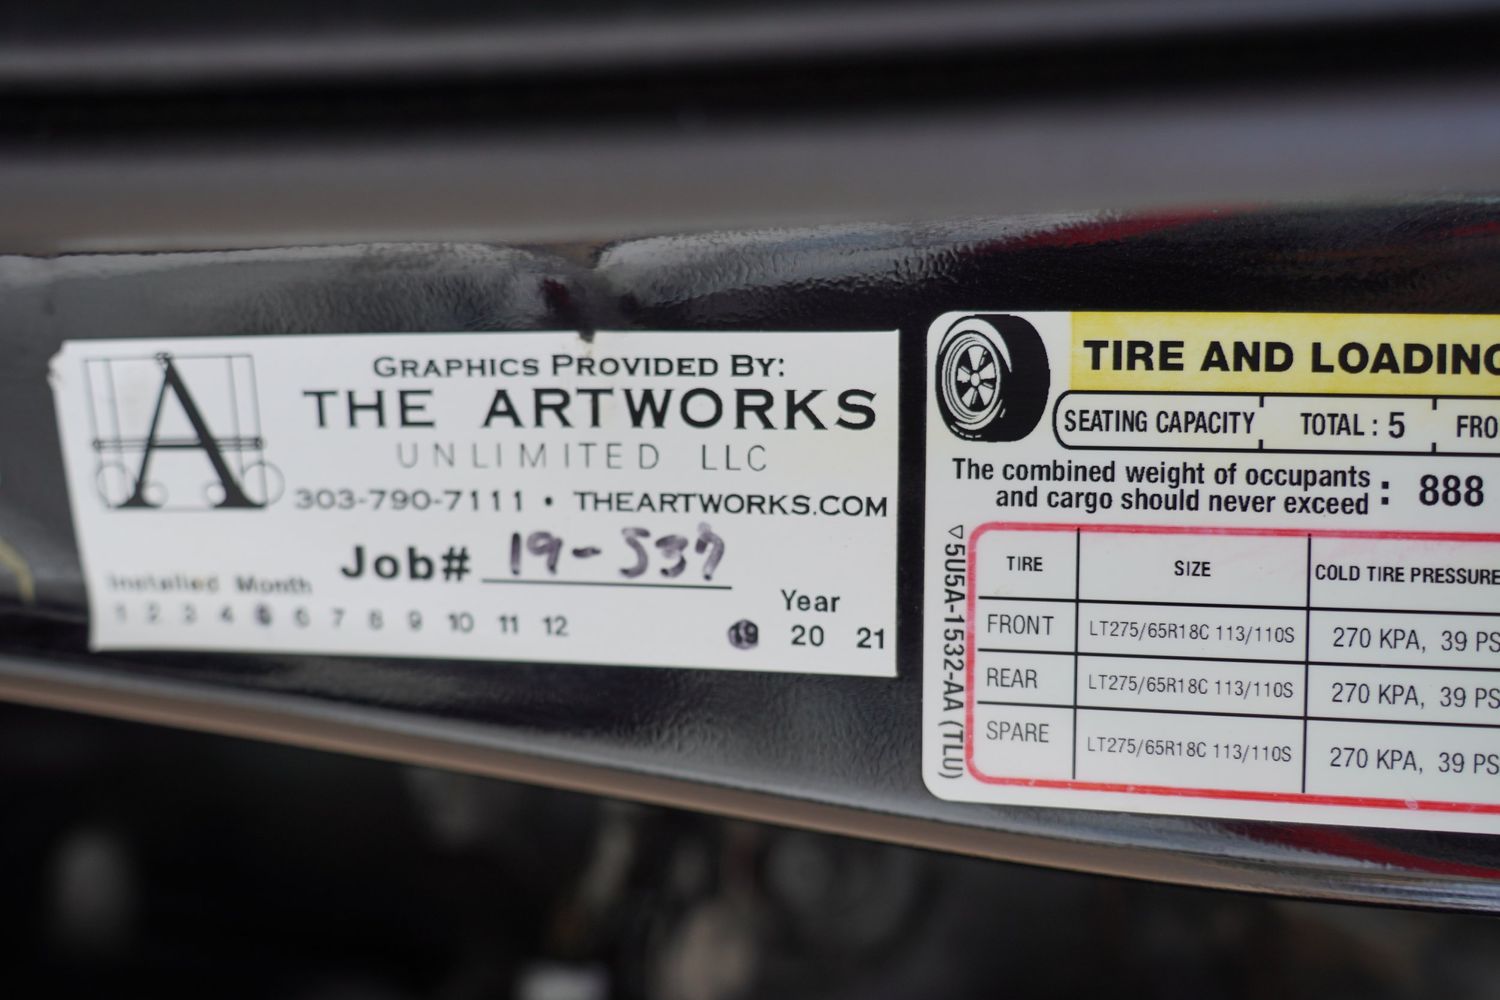 A
GRAPHICS PROVIDED BY:
THE ARTWORKS
UNLIMITED LLC
303-790-7111 • THEARTWORKS.COM
Job# 19-537
Installed Month
1 2 3 4 5 6 7 8 9 10 11 12
Year
19 20 21
TIRE AND LOADING
SEATING CAPACITY TOTAL : 5 FRO
The combined weight of occupants
and cargo should never exceed : 888
▽5U5A-1532-AA (TLU)
TIRE SIZE COLD TIRE PRESSURE
FRONT LT275/65R18C 113/110S 270 KPA, 39 PS
REAR LT275/65R18C 113/110S 270 KPA, 39 PS
SPARE LT275/65R18C 113/110S 270 KPA, 39 PS